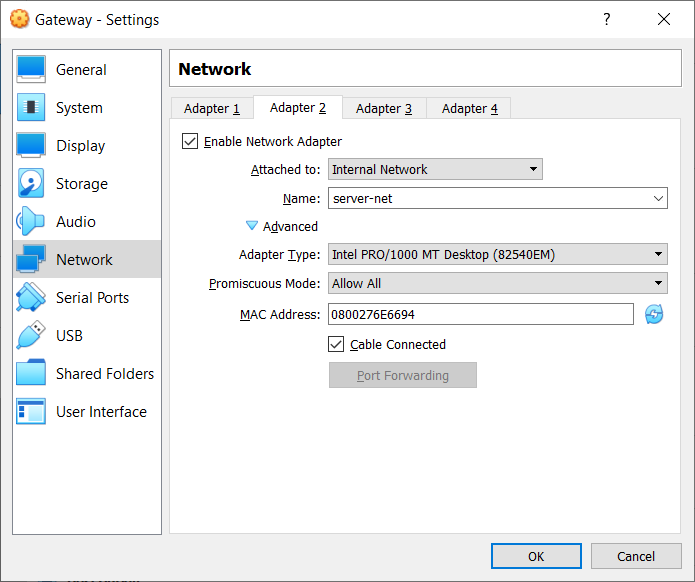 Gateway - Settings
?
General
System
Display
Storage
Audio
Network
Serial Ports
USB
Shared Folders
User Interface
Network
Adapter 1 Adapter 2 Adapter 3 Adapter 4
Enable Network Adapter
Attached to: Internal Network
Name: server-net
Advanced
Adapter Type: Intel PRO/1000 MT Desktop (82540EM)
Promiscuous Mode: Allow All
MAC Address: 0800276E6694
Cable Connected
Port Forwarding
OK Cancel